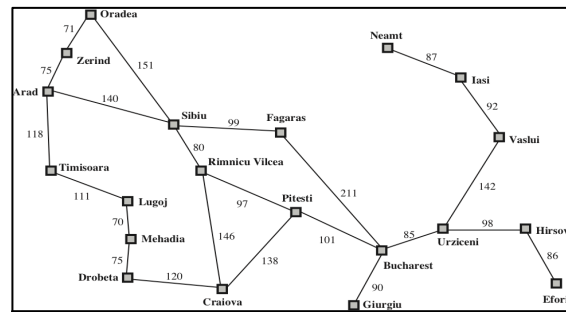 Oradea
71
Neamt
87
Zerind
151
Iasi
75
Arad
140
92
Sibiu
99
Fagaras
118
Vaslui
80
Rimnicu Vilcea
Timisoara
142
111
211
Lugoj
97
Pitesti
70
98
Hirsov
146
101
85
Urziceni
Mehadia
138
86
75
Bucharest
120
Drobeta
90
Efori
Craiova
Giurgiu